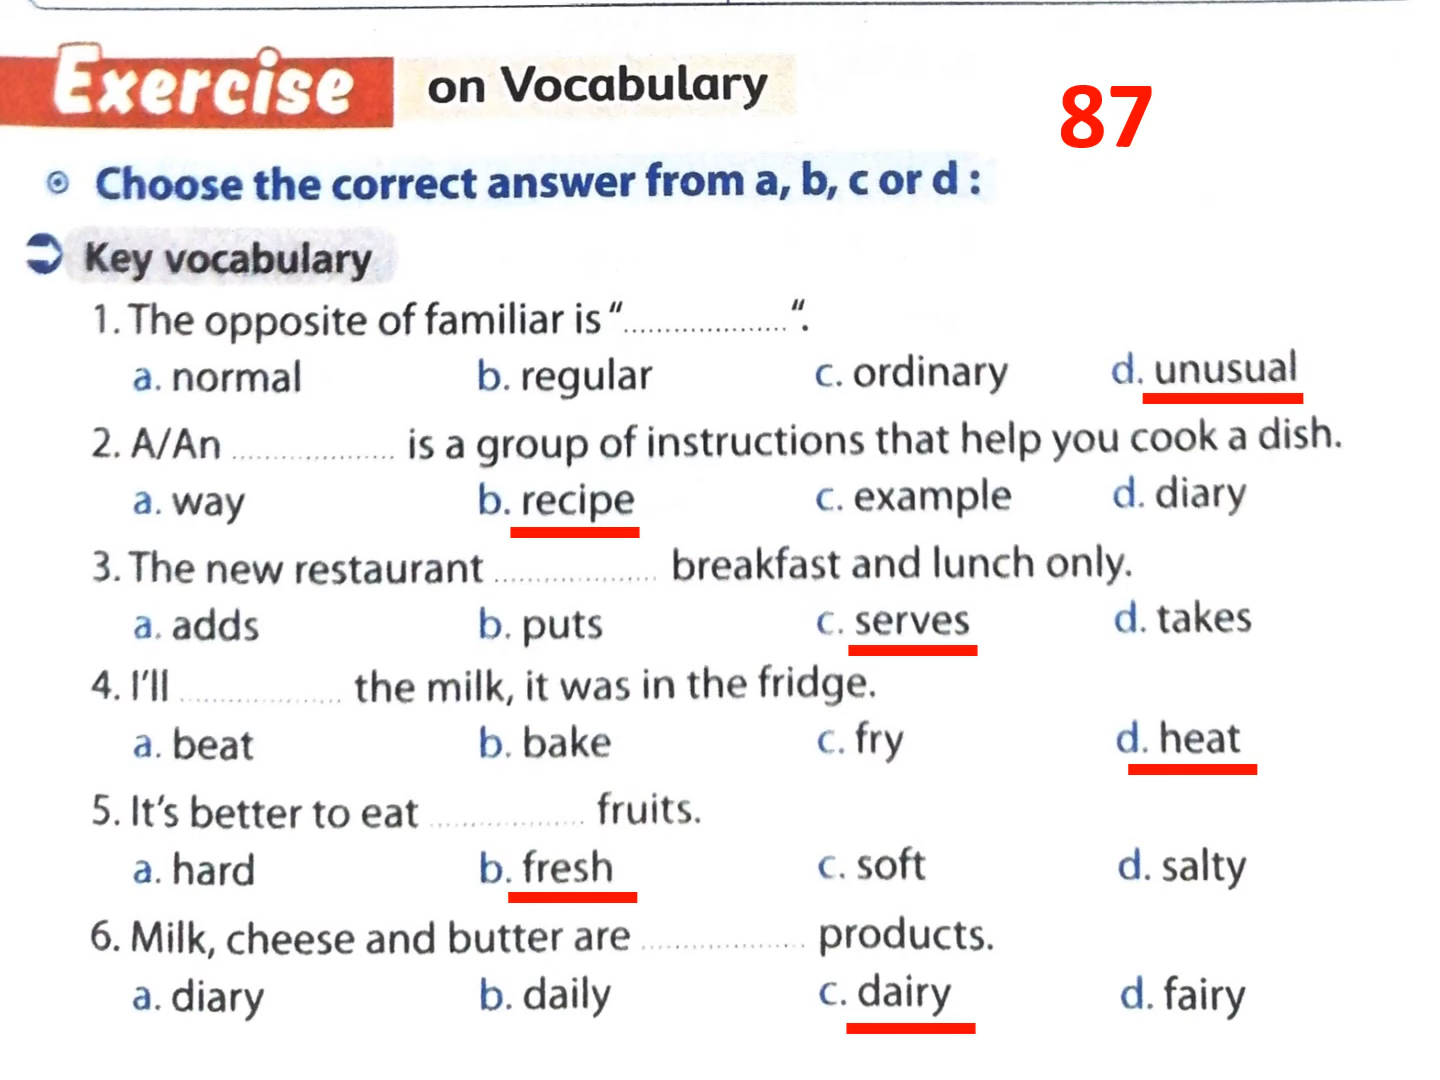 Exercise on Vocabulary
87
Choose the correct answer from a, b, c or d :
Key vocabulary
1. The opposite of familiar is “.................... “.
a. normal b. regular c. ordinary d. unusual
2. A/An .................... is a group of instructions that help you cook a dish.
a. way b. recipe c. example d. diary
3. The new restaurant .................... breakfast and lunch only.
a. adds b. puts c. serves d. takes
4. I’ll .................... the milk, it was in the fridge.
a. beat b. bake c. fry d. heat
5. It’s better to eat .................... fruits.
a. hard b. fresh c. soft d. salty
6. Milk, cheese and butter are .................... products.
a. diary b. daily c. dairy d. fairy